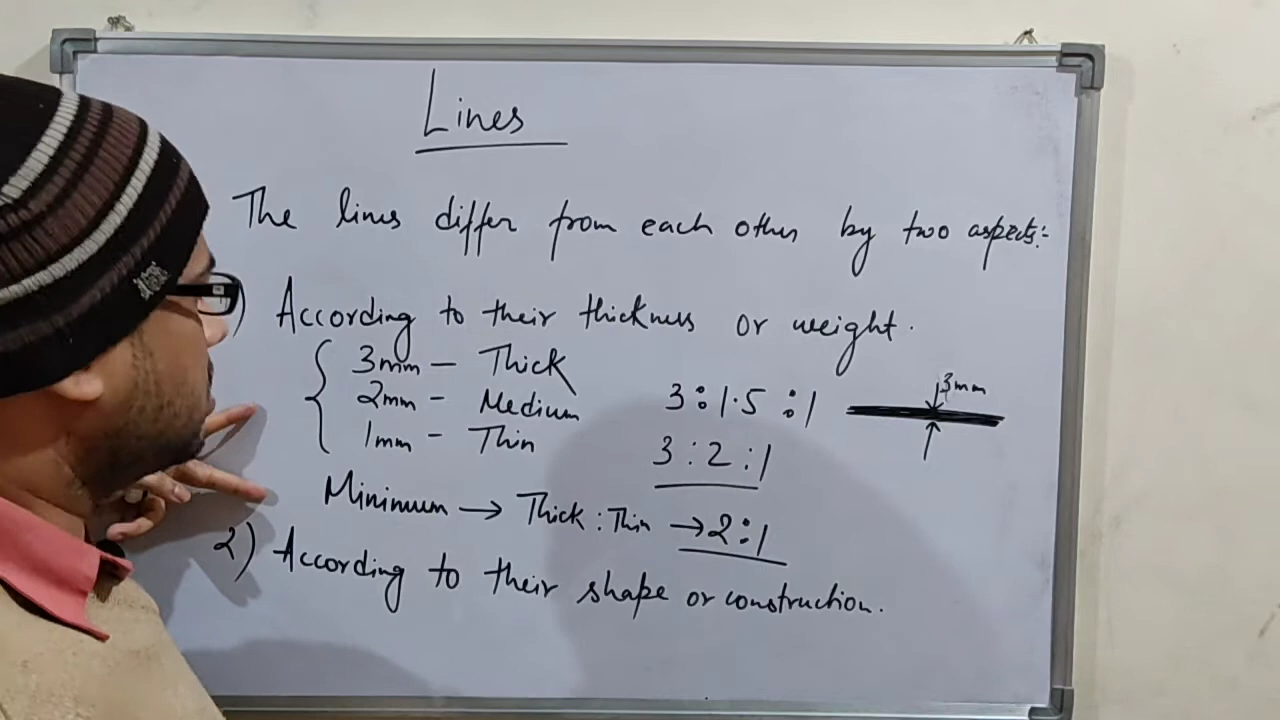 Lines
The lines differ from each other by two aspects:-
) According to their thickness or weight.
3mm - Thick
2mm - Medium
1mm - Thin
3:1.5:1
3:2:1
3mm
Minimum → Thick : Thin → 2:1
2) According to their shape or construction.